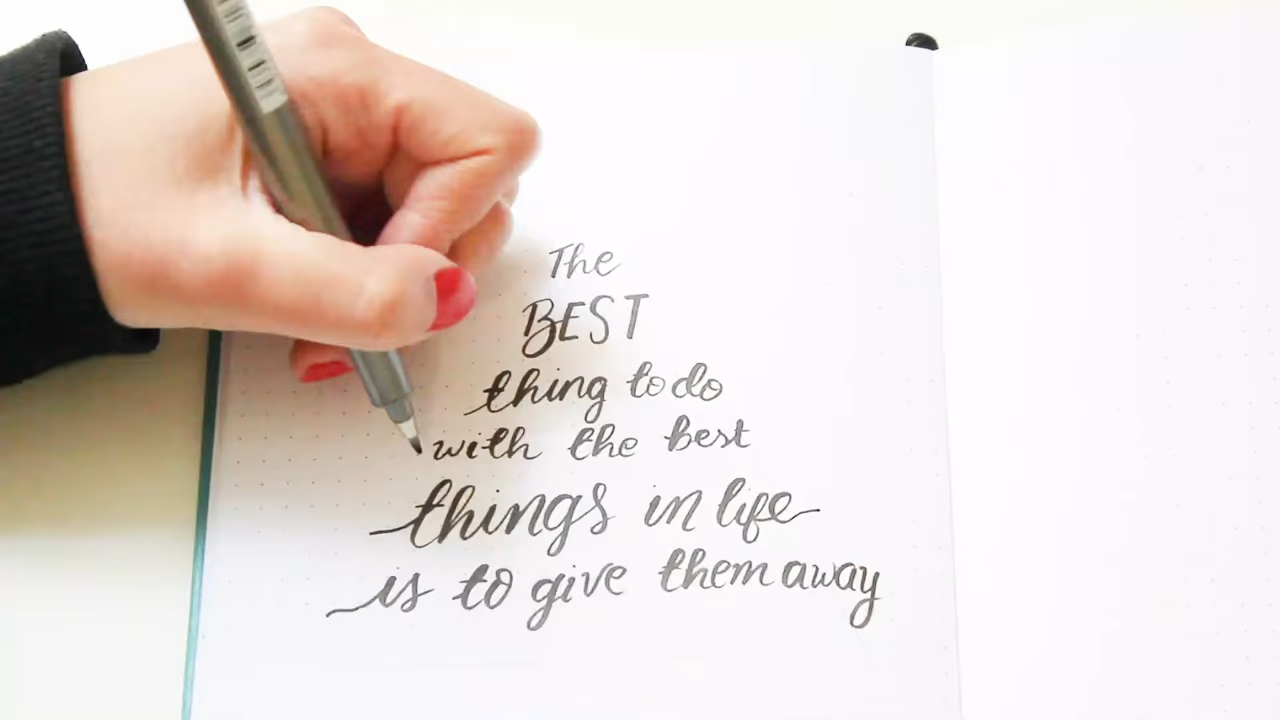 The
BEST
thing to do
with the best
things in life
is to give them away